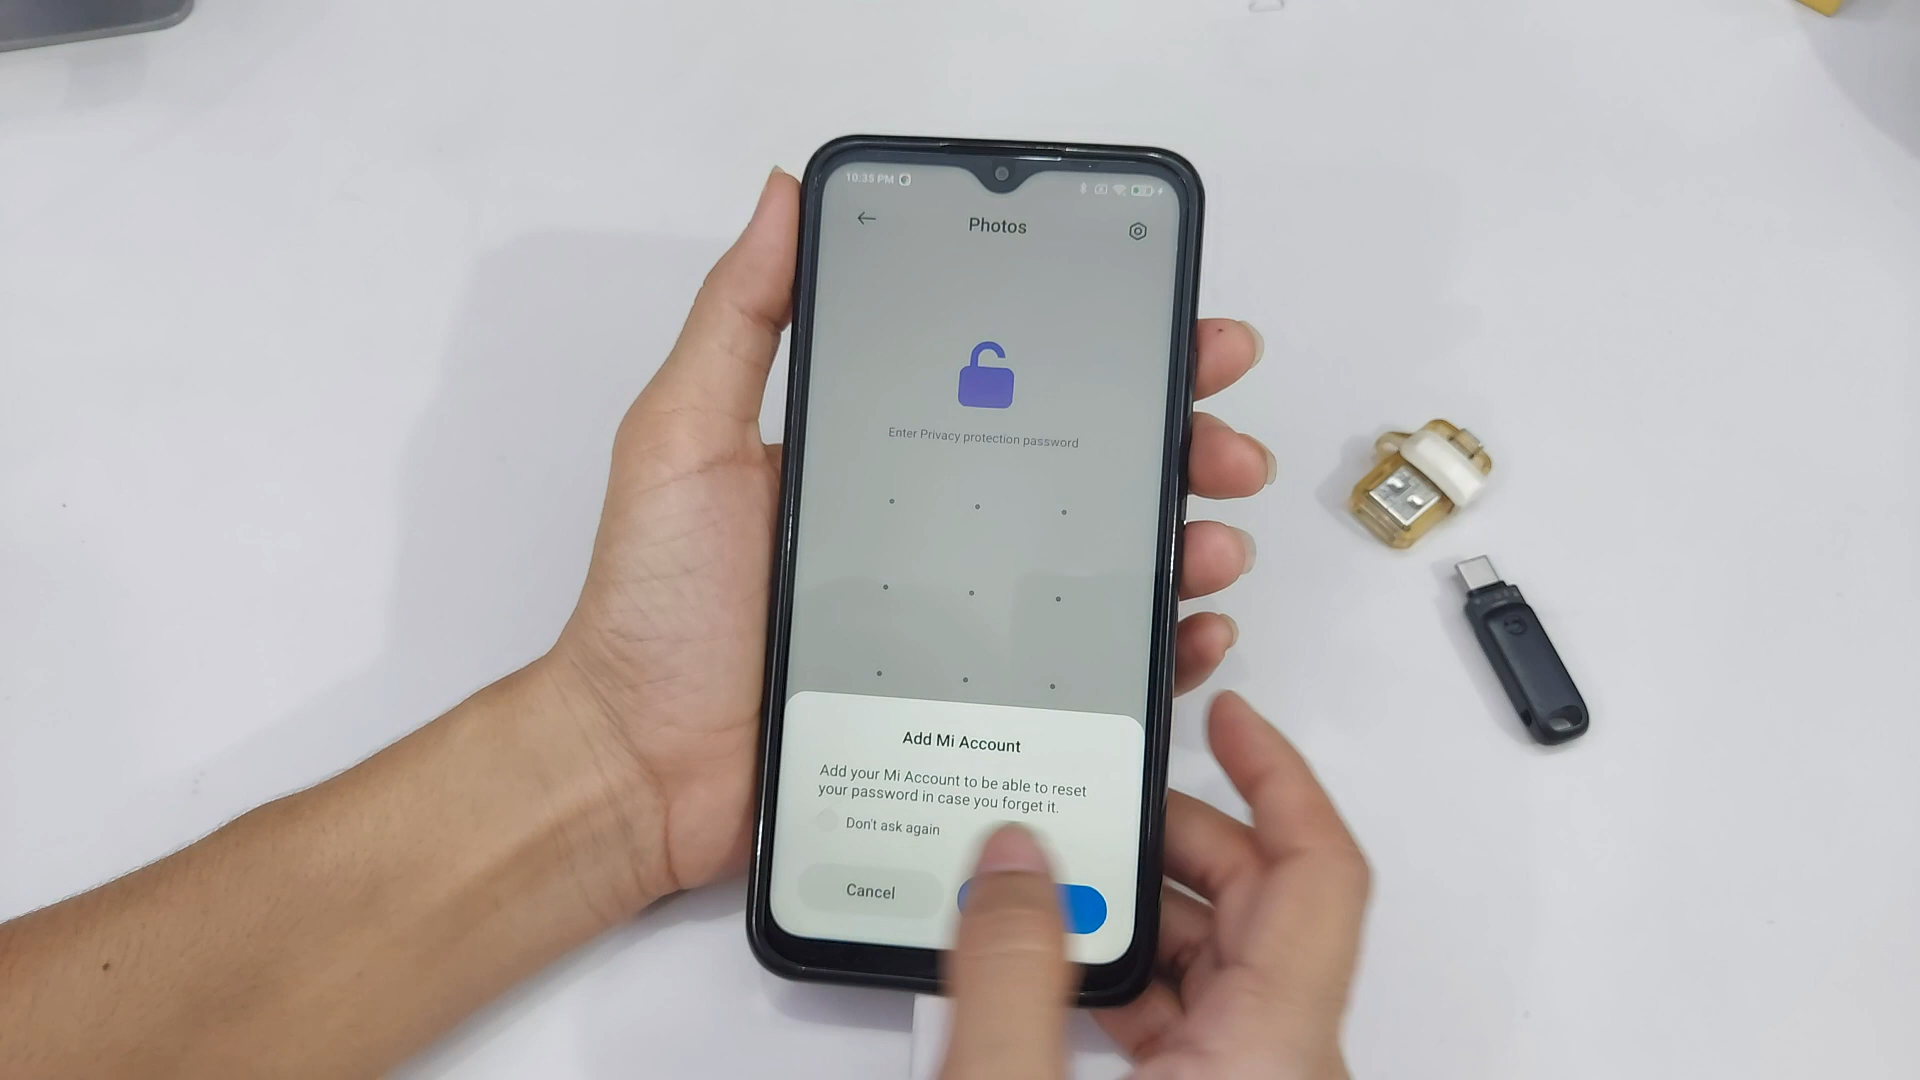 10:35 PM
Photos
Enter Privacy protection password
Add Mi Account
Add your Mi Account to be able to reset
your password in case you forget it.
Don't ask again
Cancel